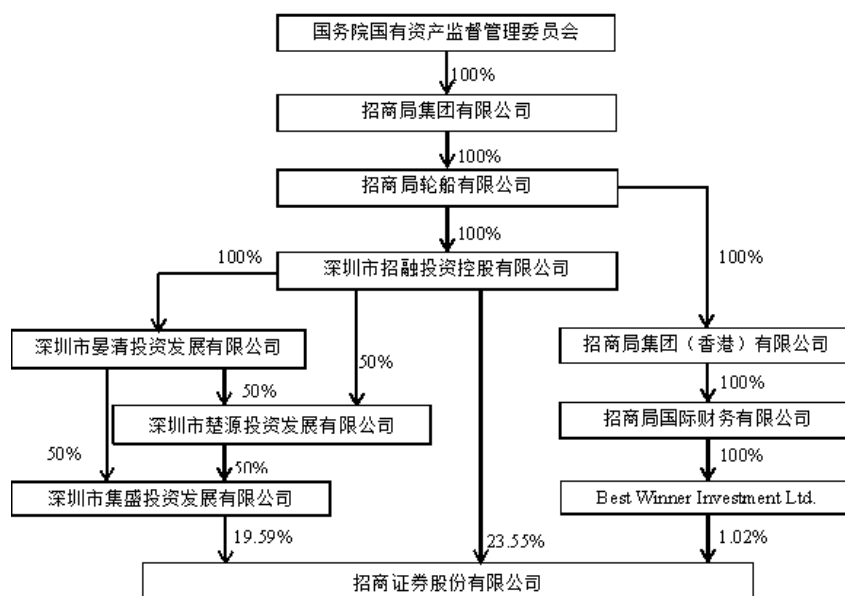 国务院国有资产监督管理委员会
100%
招商局集团有限公司
100%
招商局轮船有限公司
100%
深圳市招融投资控股有限公司
100%
100%
深圳市晏清投资发展有限公司
50%
招商局集团（香港）有限公司
50%
100%
深圳市楚源投资发展有限公司
招商局国际财务有限公司
50%
50%
100%
深圳市集盛投资发展有限公司
Best Winner Investment Ltd.
19.59%
23.55%
1.02%
招商证券股份有限公司